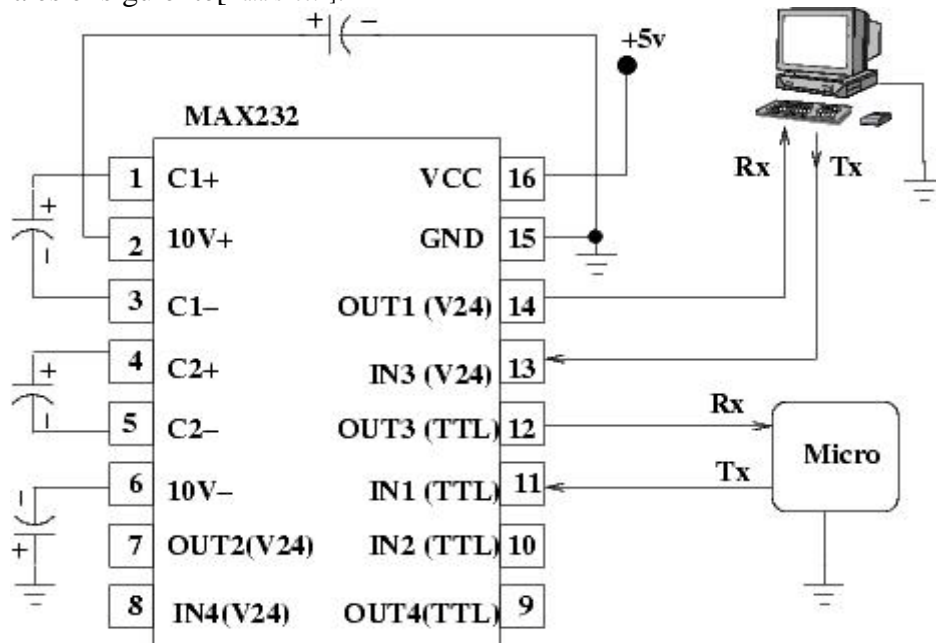 + −
+ −
+5v
MAX232
1 C1+ VCC 16
Rx Tx
+
2 10V+ GND 15
−
3 C1− OUT1 (V24) 14
4 C2+ IN3 (V24) 13
+
−
5 C2− OUT3 (TTL) 12
Rx
Micro
6 10V− IN1 (TTL) 11
Tx
−
+
7 OUT2(V24) IN2 (TTL) 10
8 IN4(V24) OUT4(TTL) 9